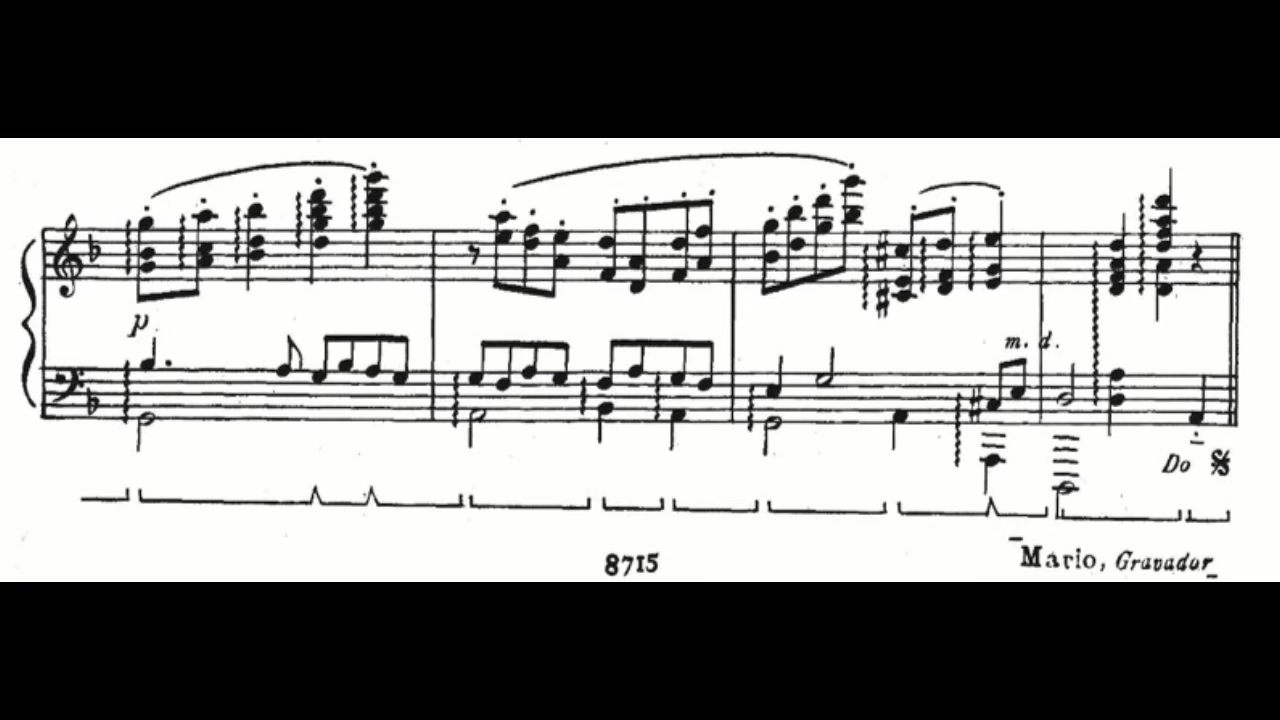 p
m. d.
Do 𝄋
8715
Mario, Gravador